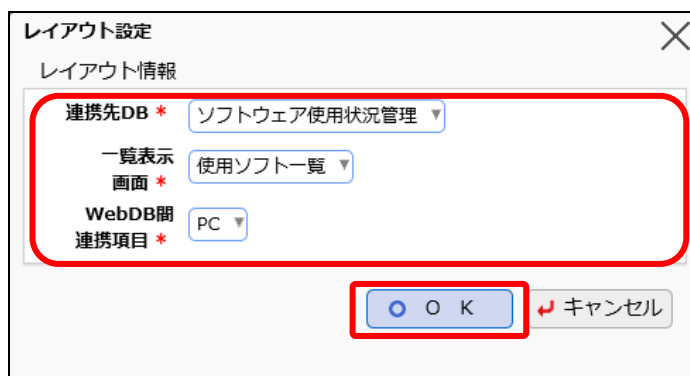 レイアウト設定
レイアウト情報
連携先DB * ソフトウェア使用状況管理
一覧表示
画面 * 使用ソフト一覧
WebDB間
連携項目 * PC
O K キャンセル